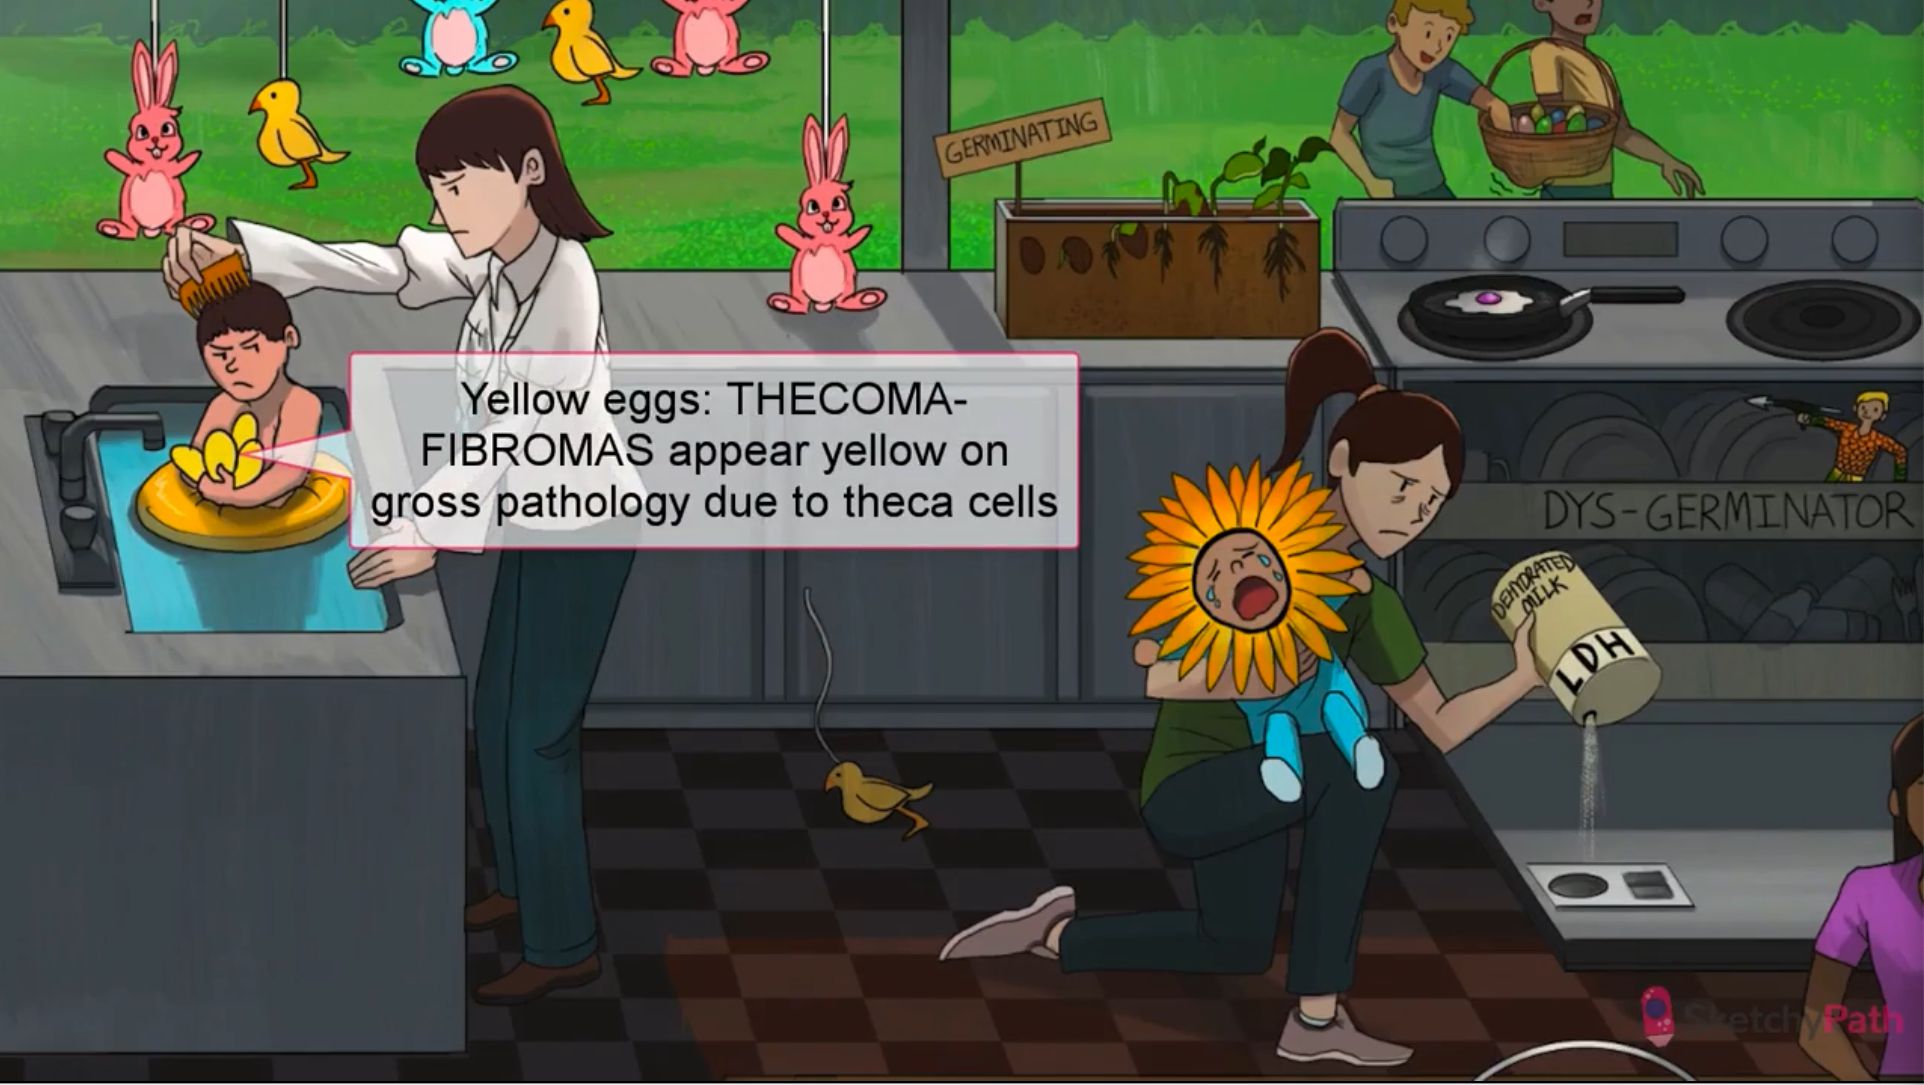 GERMINATING
Yellow eggs: THECOMA-
FIBROMAS appear yellow on
gross pathology due to theca cells
DYS-GERMINATOR
DEHYDRATED
MILK
LDH
SketchyPath